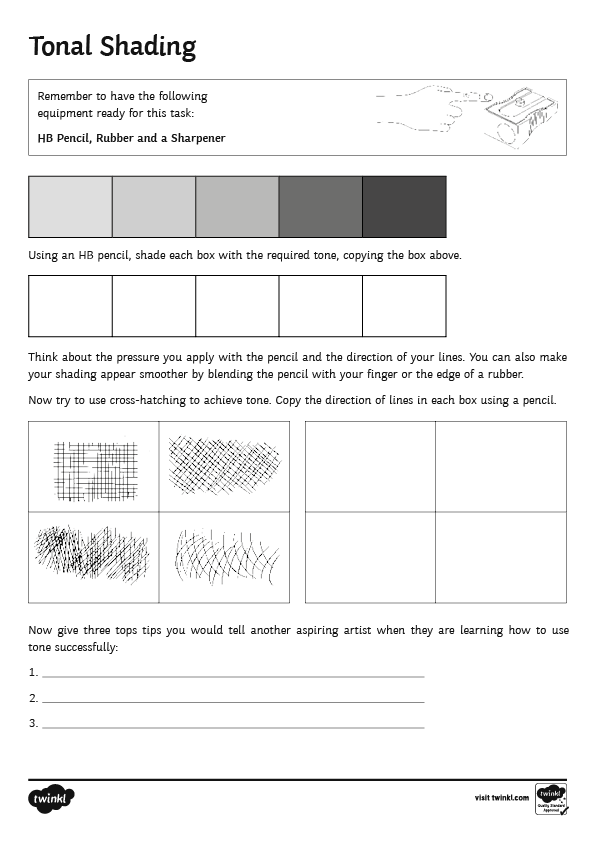 Tonal Shading
Remember to have the following
equipment ready for this task:
HB Pencil, Rubber and a Sharpener
Using an HB pencil, shade each box with the required tone, copying the box above.
Think about the pressure you apply with the pencil and the direction of your lines. You can also make
your shading appear smoother by blending the pencil with your finger or the edge of a rubber.
Now try to use cross-hatching to achieve tone. Copy the direction of lines in each box using a pencil.
Now give three tops tips you would tell another aspiring artist when they are learning how to use
tone successfully:
1.
2.
3.
twinkl
visit twinkl.com
twinkl
Quality Standard
Approved